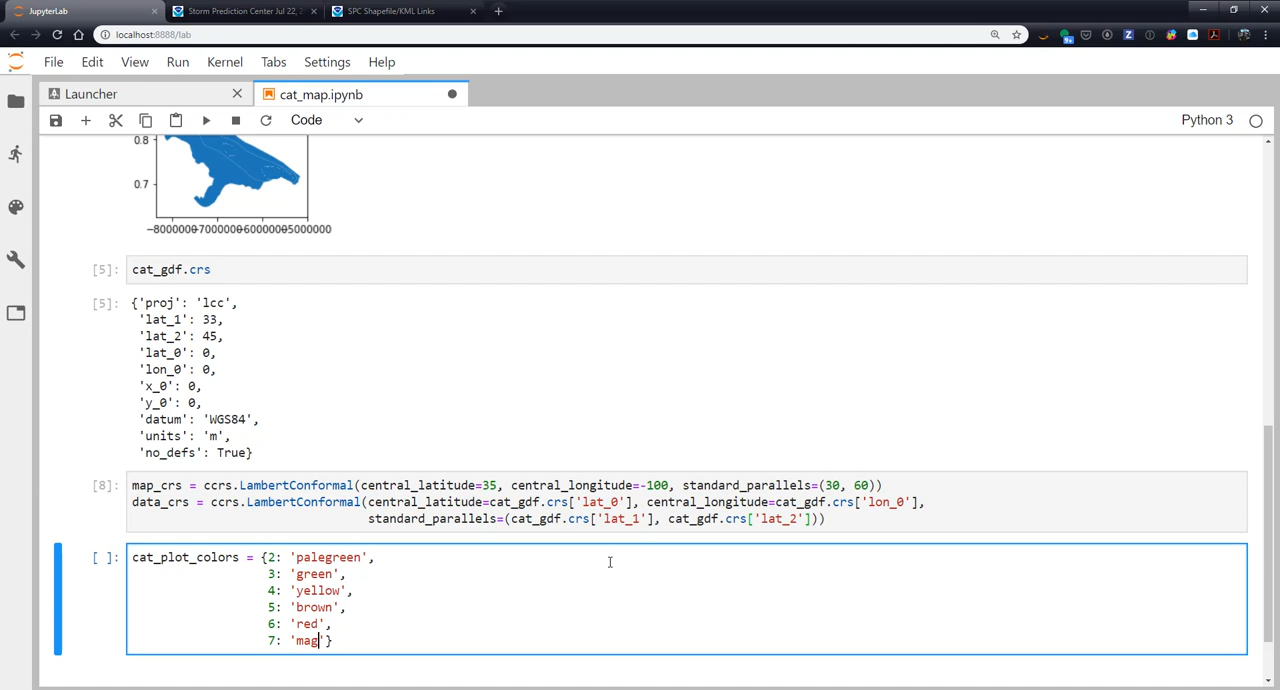 JupyterLab
Storm Prediction Center Jul 22, 2
SPC Shapefile/KML Links
localhost:8888/lab
File Edit View Run Kernel Tabs Settings Help
Launcher
cat_map.ipynb
Code
Python 3
0.8
0.7
−8000000−7000000−6000000−5000000
[5]: cat_gdf.crs
[5]: {'proj': 'lcc',
'lat_1': 33,
'lat_2': 45,
'lat_0': 0,
'lon_0': 0,
'x_0': 0,
'y_0': 0,
'datum': 'WGS84',
'units': 'm',
'no_defs': True}
[8]: map_crs = ccrs.LambertConformal(central_latitude=35, central_longitude=-100, standard_parallels=(30, 60))
data_crs = ccrs.LambertConformal(central_latitude=cat_gdf.crs['lat_0'], central_longitude=cat_gdf.crs['lon_0'],
standard_parallels=(cat_gdf.crs['lat_1'], cat_gdf.crs['lat_2']))
[ ]: cat_plot_colors = {2: 'palegreen',
3: 'green',
4: 'yellow',
5: 'brown',
6: 'red',
7: 'mag'}